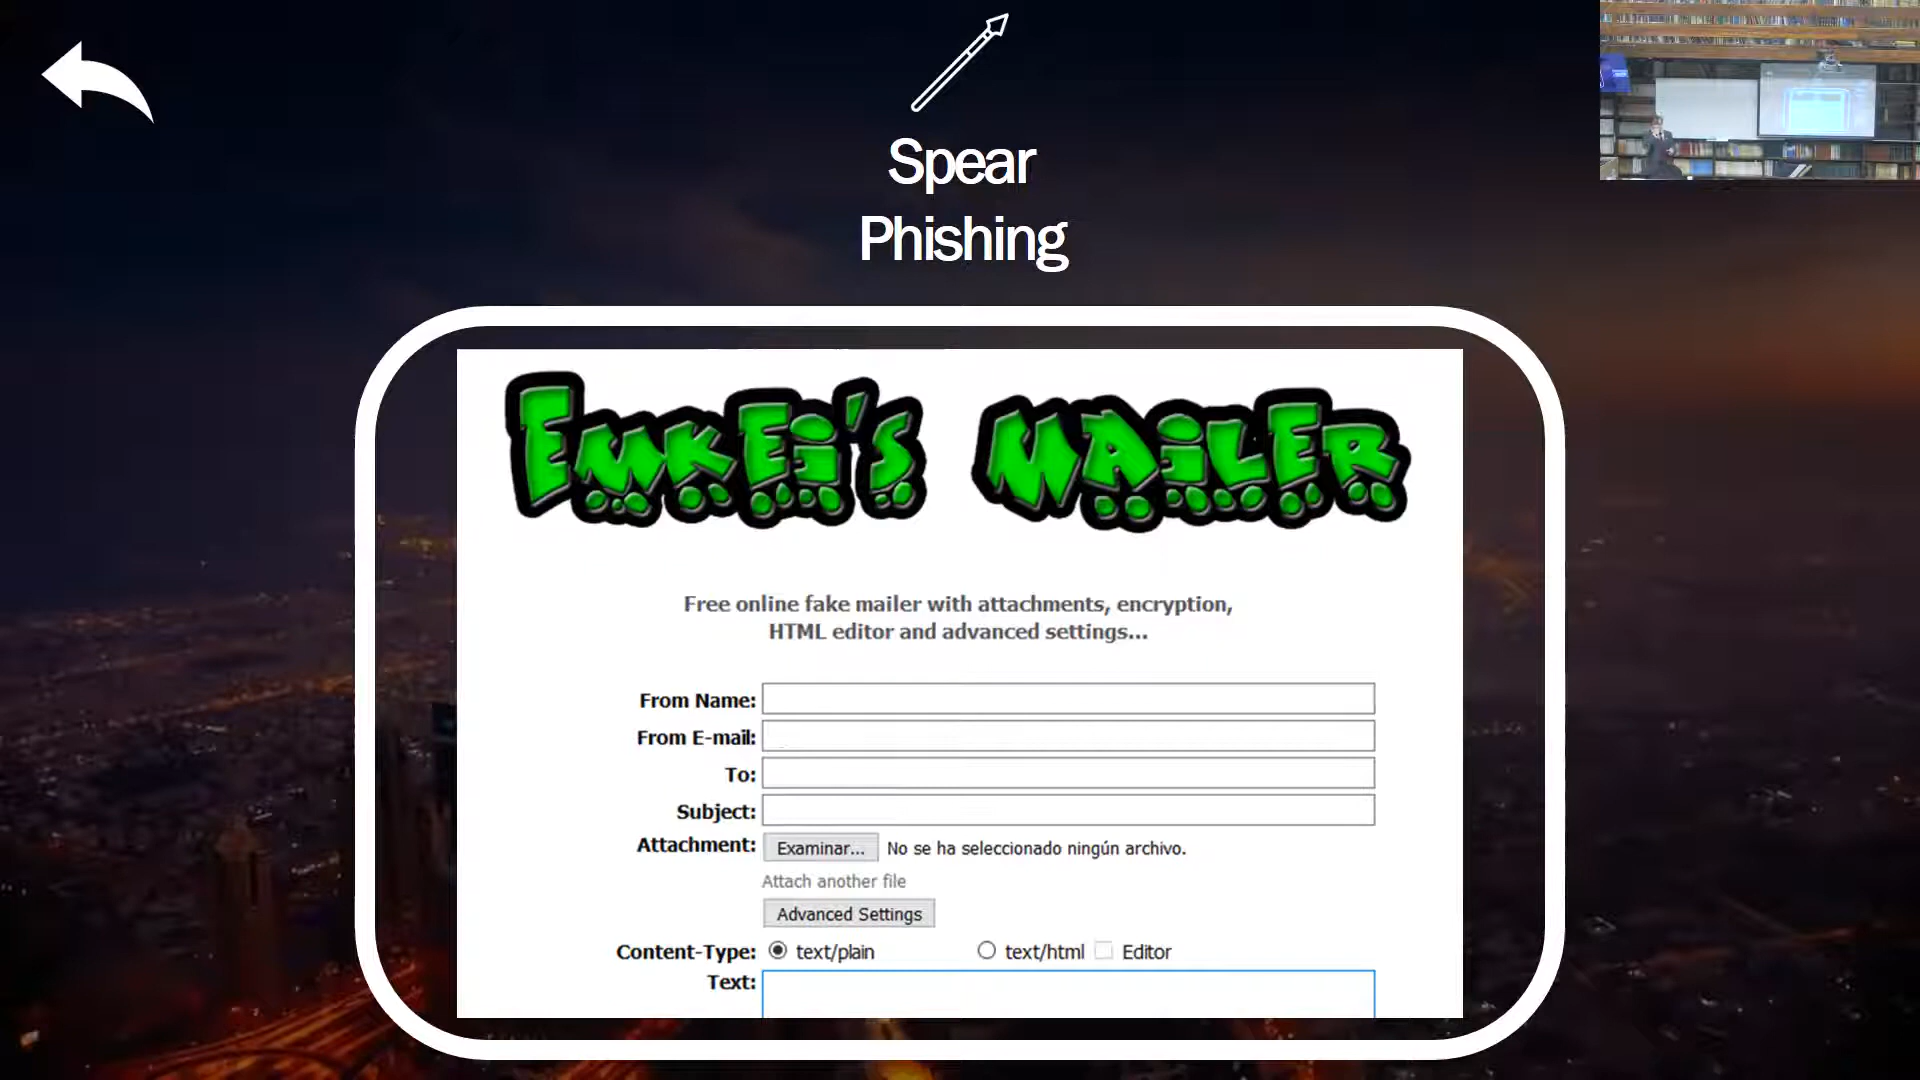 Spear
Phishing
EMKEi'S MAiLER
Free online fake mailer with attachments, encryption,
HTML editor and advanced settings...
From Name:
From E-mail:
To:
Subject:
Attachment: Examinar... No se ha seleccionado ningún archivo.
Attach another file
Advanced Settings
Content-Type: text/plain text/html Editor
Text: